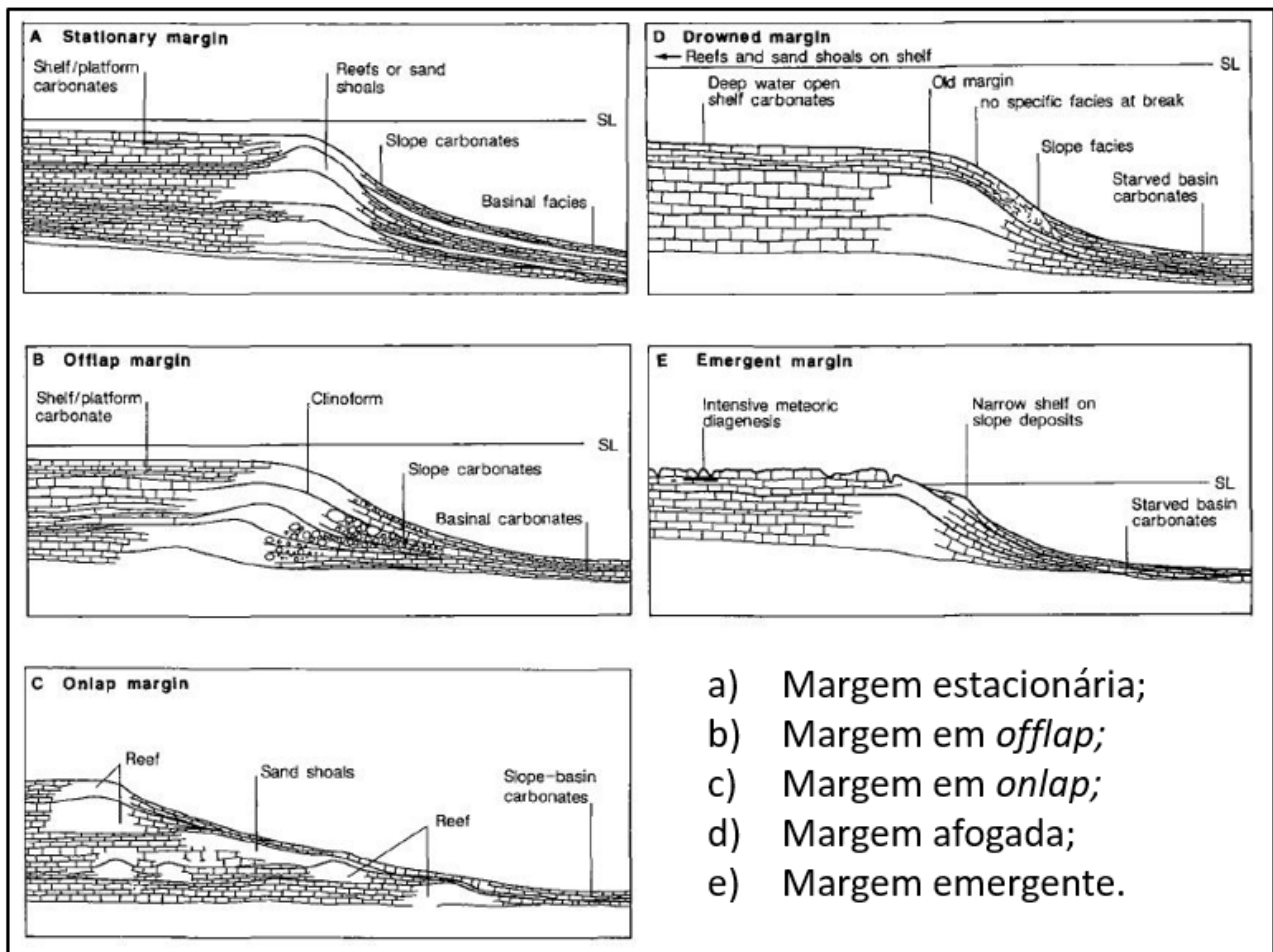 A Stationary margin
Shelf/platform
carbonates
Reefs or sand
shoals
SL
Slope carbonates
Basinal facies
B Offlap margin
Shelf/platform
carbonate
Clinoform
SL
Slope carbonates
Basinal carbonates
C Onlap margin
Reef
Sand shoals
Slope-basin
carbonates
Reef
D Drowned margin
Reefs and sand shoals on shelf
SL
Deep water open
shelf carbonates
Old margin
no specific facies at break
Slope facies
Starved basin
carbonates
E Emergent margin
Intensive meteoric
diagenesis
Narrow shelf on
slope deposits
SL
Starved basin
carbonates
a) Margem estacionária;
b) Margem em offlap;
c) Margem em onlap;
d) Margem afogada;
e) Margem emergente.